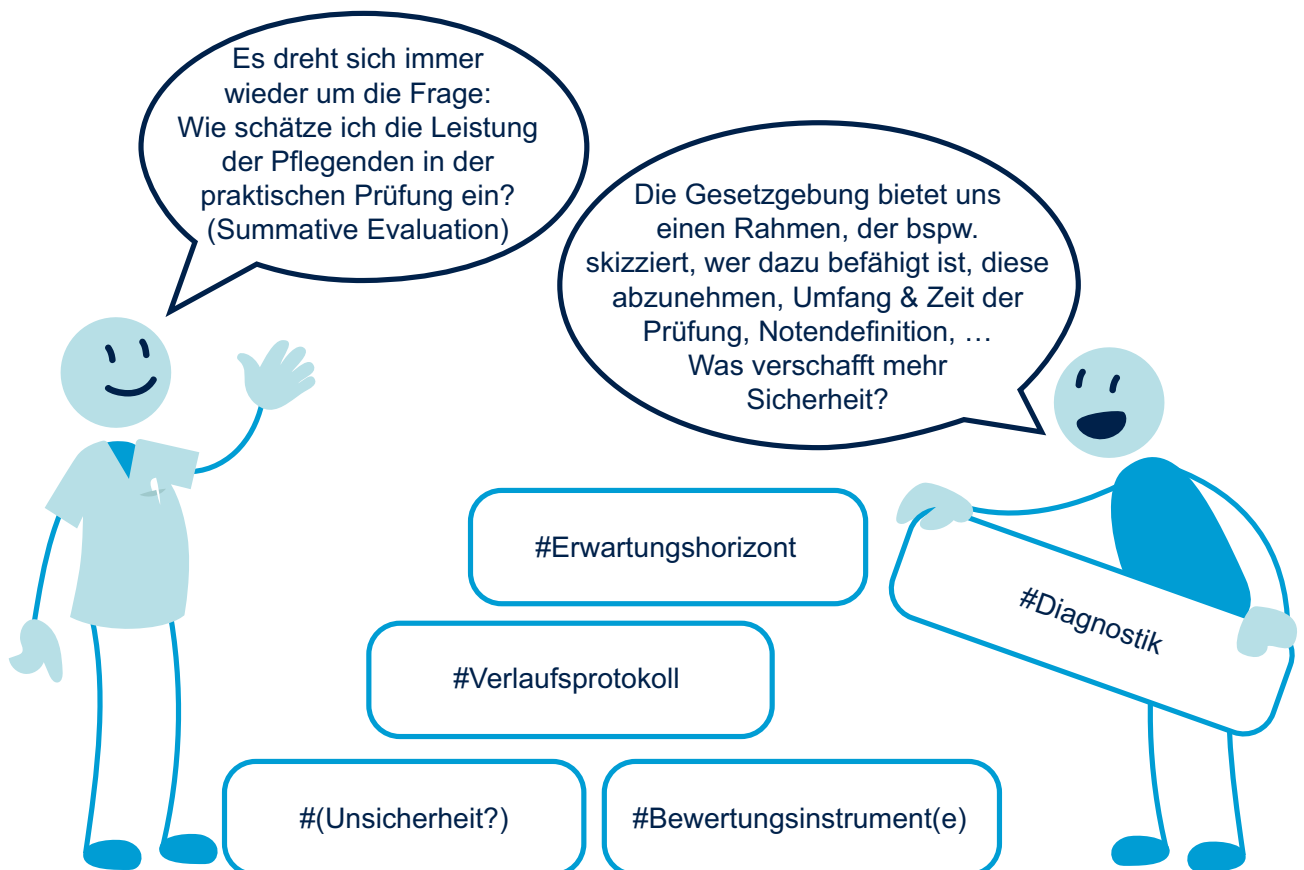 Es dreht sich immer
wieder um die Frage:
Wie schätze ich die Leistung
der Pflegenden in der
praktischen Prüfung ein?
(Summative Evaluation)
Die Gesetzgebung bietet uns
einen Rahmen, der bspw.
skizziert, wer dazu befähigt ist, diese
abzunehmen, Umfang & Zeit der
Prüfung, Notendefinition, …
Was verschafft mehr
Sicherheit?
#Erwartungshorizont
#Diagnostik
#Verlaufsprotokoll
#(Unsicherheit?)
#Bewertungsinstrument(e)